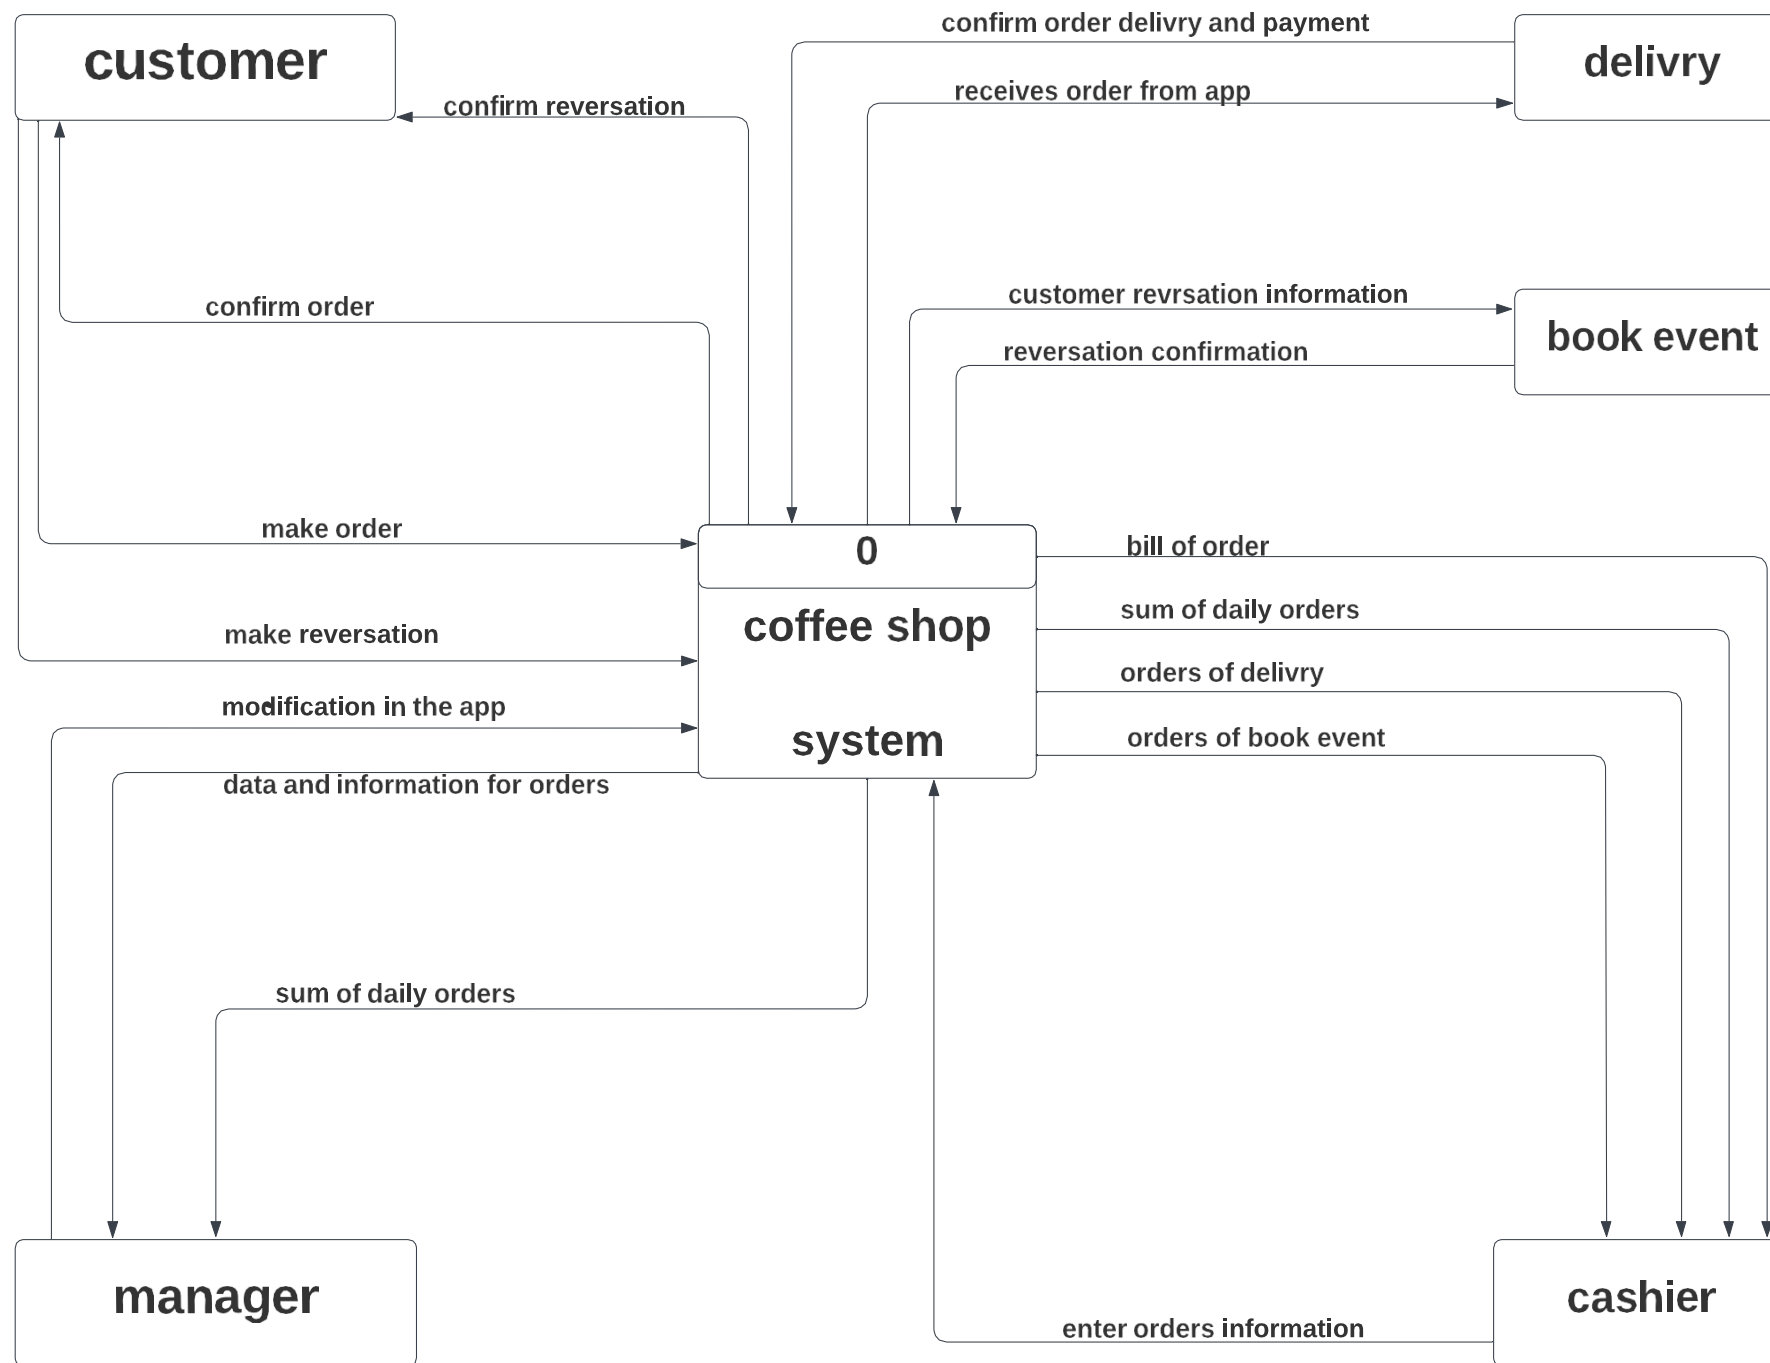 customer
confirm order delivry and payment
delivry
receives order from app
confirm reversation
confirm order
customer revrsation information
book event
reversation confirmation
make order
0
bill of order
coffee shop
sum of daily orders
make reversation
orders of delivry
modification in the app
system
orders of book event
data and information for orders
sum of daily orders
manager
cashier
enter orders information